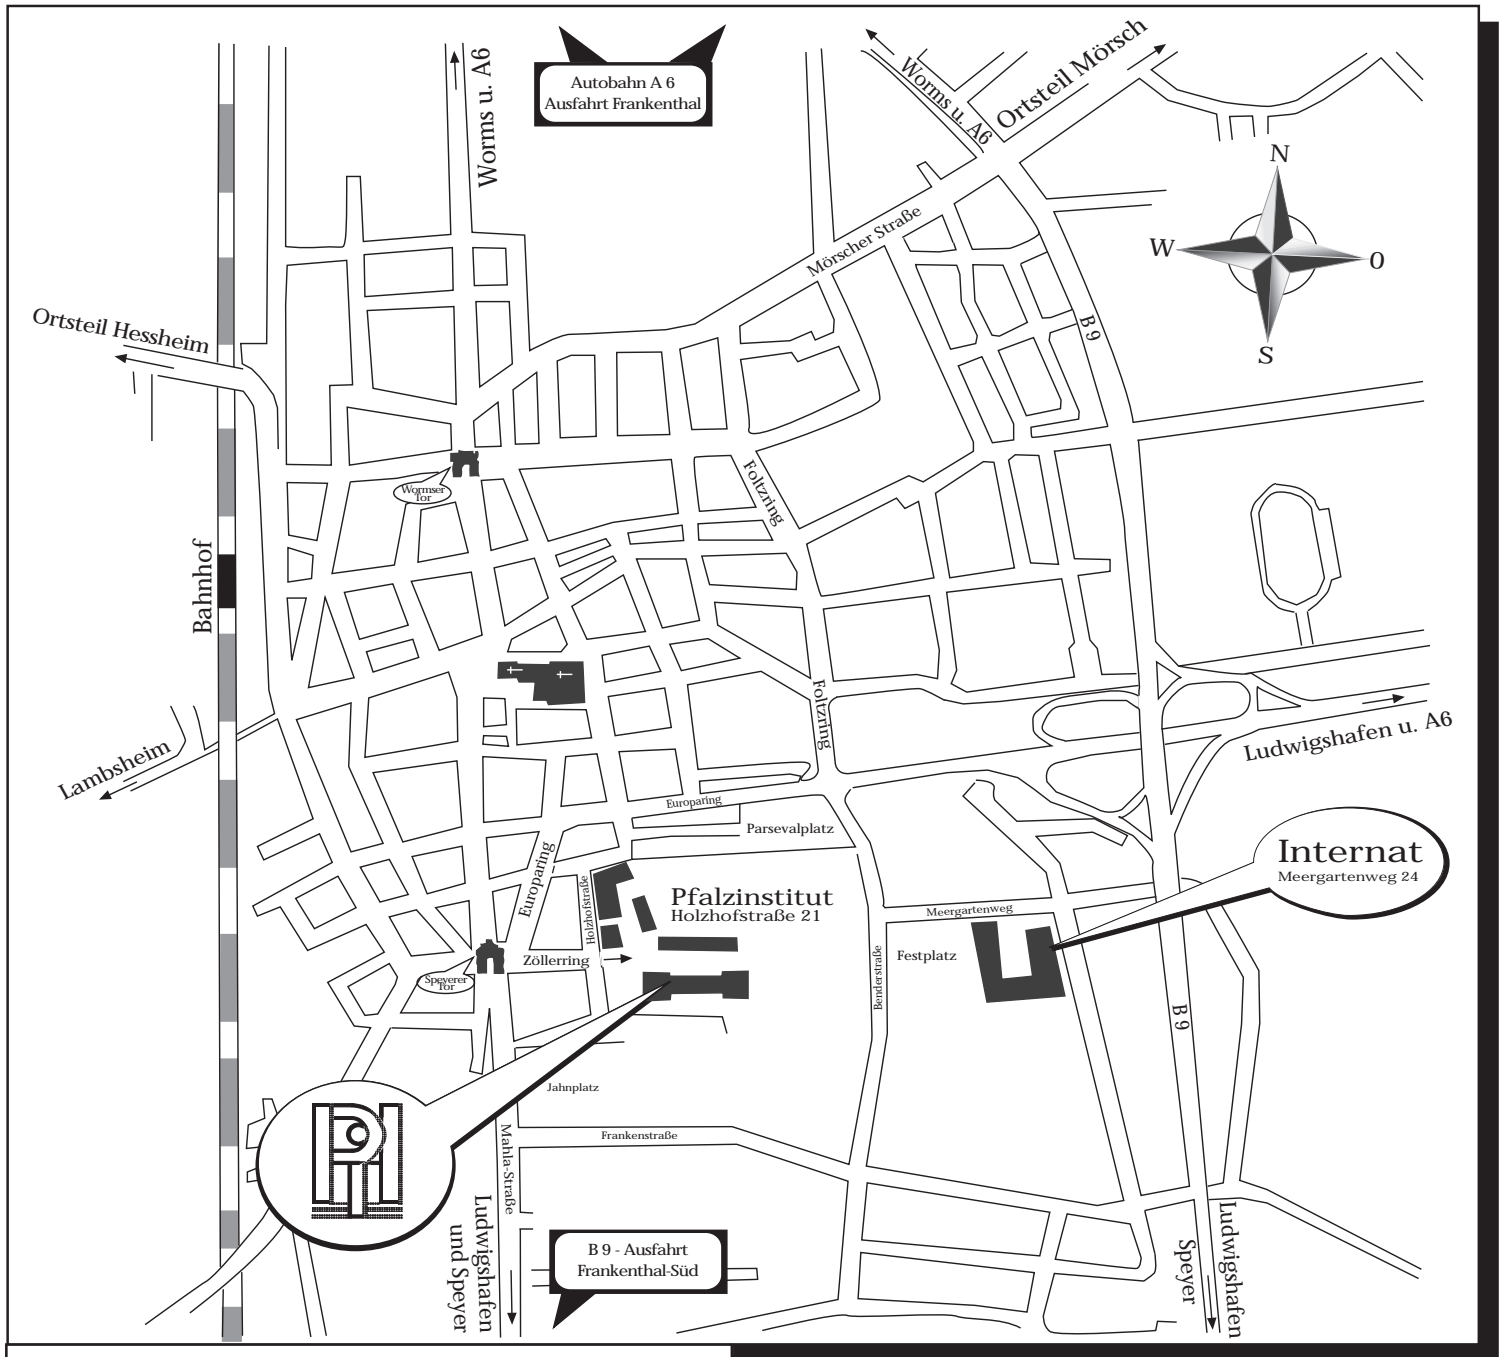 Autobahn A 6
Ausfahrt Frankenthal
Worms u. A6
Worms u. A6
Ortsteil Mörsch
N
W
O
S
Mörscher Straße
B 9
Ortsteil Hessheim
Wormser
Tor
Foltzring
Bahnhof
Foltzring
Ludwigshafen u. A6
Lambsheim
Europaring
Parsevalplatz
Europaring
Holzhofstraße
Pfalzinstitut
Holzhofstraße 21
Internat
Meergartenweg 24
Meergartenweg
Festplatz
Benderstraße
Zöllerring
Speyerer
Tor
B 9
Jahnplatz
Frankenstraße
Mahla-Straße
PIH
Ludwigshafen
und Speyer
B 9 - Ausfahrt
Frankenthal-Süd
Ludwigshafen
Speyer